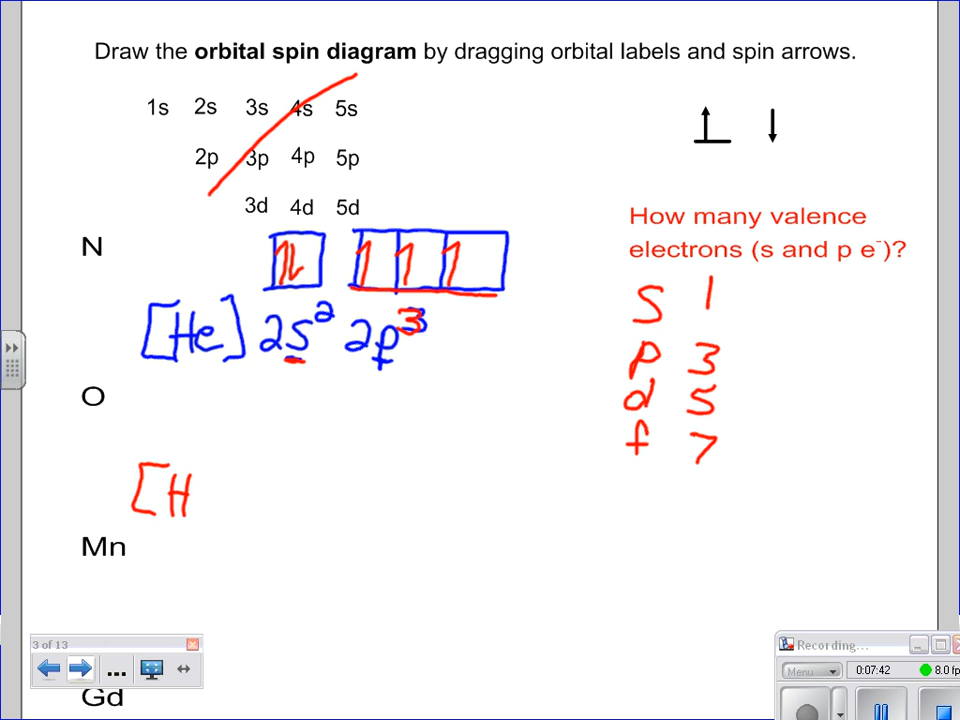 Draw the orbital spin diagram by dragging orbital labels and spin arrows.
1s 2s 3s 4s 5s
2p 3p 4p 5p
3d 4d 5d
How many valence
electrons (s and p e⁻)?
N
[He] 2s² 2p³
S 1
p 3
d 5
f 7
O
[H
Mn
Gd
3 of 13
...
Recording...
Menu
0:07:42
8.0 fp